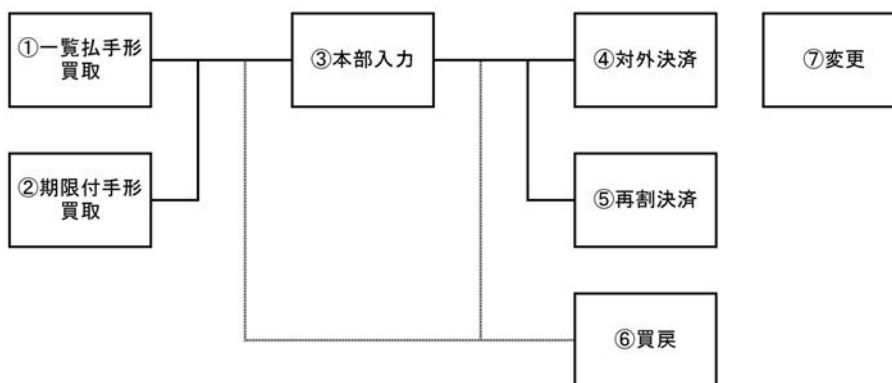 ①一覧払手形
買取
③本部入力
④対外決済
⑦変更
②期限付手形
買取
⑤再割決済
⑥買戻